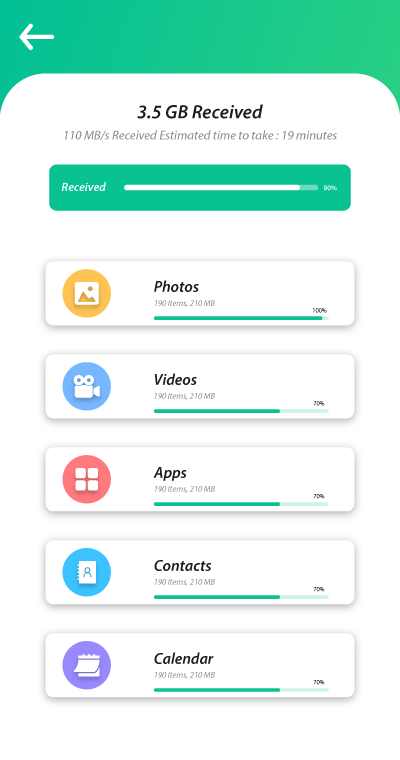 3.5 GB Received
110 MB/s Received Estimated time to take : 19 minutes
Received 90%
Photos
190 Items, 210 MB
100%
Videos
190 Items, 210 MB
70%
Apps
190 Items, 210 MB
70%
Contacts
190 Items, 210 MB
70%
Calendar
190 Items, 210 MB
70%